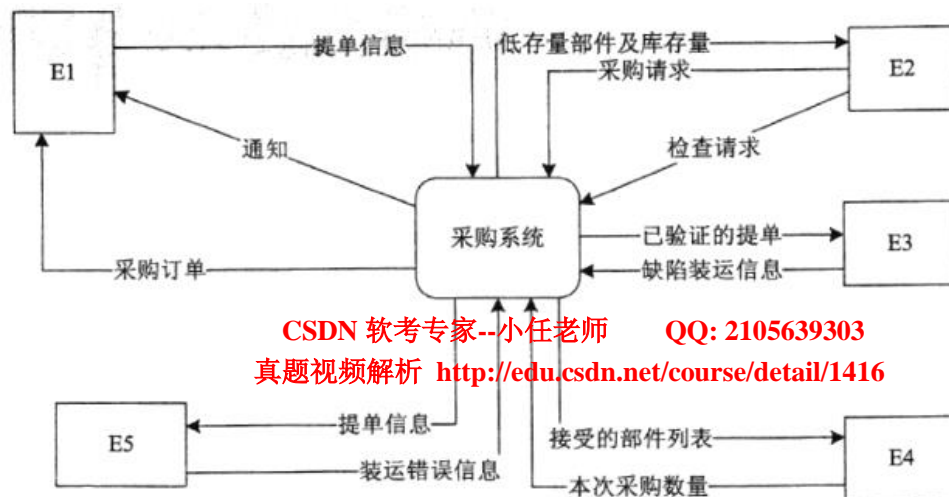 E1
提单信息
低存量部件及库存量
采购请求
E2
通知
检查请求
采购系统
已验证的提单
E3
缺陷装运信息
采购订单
CSDN 软考专家--小任老师 QQ: 2105639303
真题视频解析 http://edu.csdn.net/course/detail/1416
E5
提单信息
装运错误信息
接受的部件列表
E4
本次采购数量